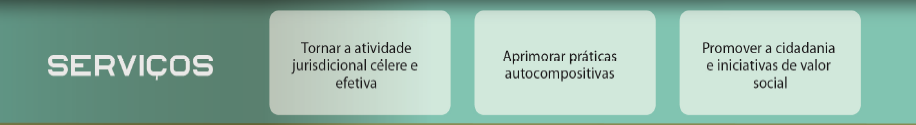 SERVIÇOS
Tornar a atividade
jurisdicional célere e
efetiva
Aprimorar práticas
autocompositivas
Promover a cidadania
e iniciativas de valor
social